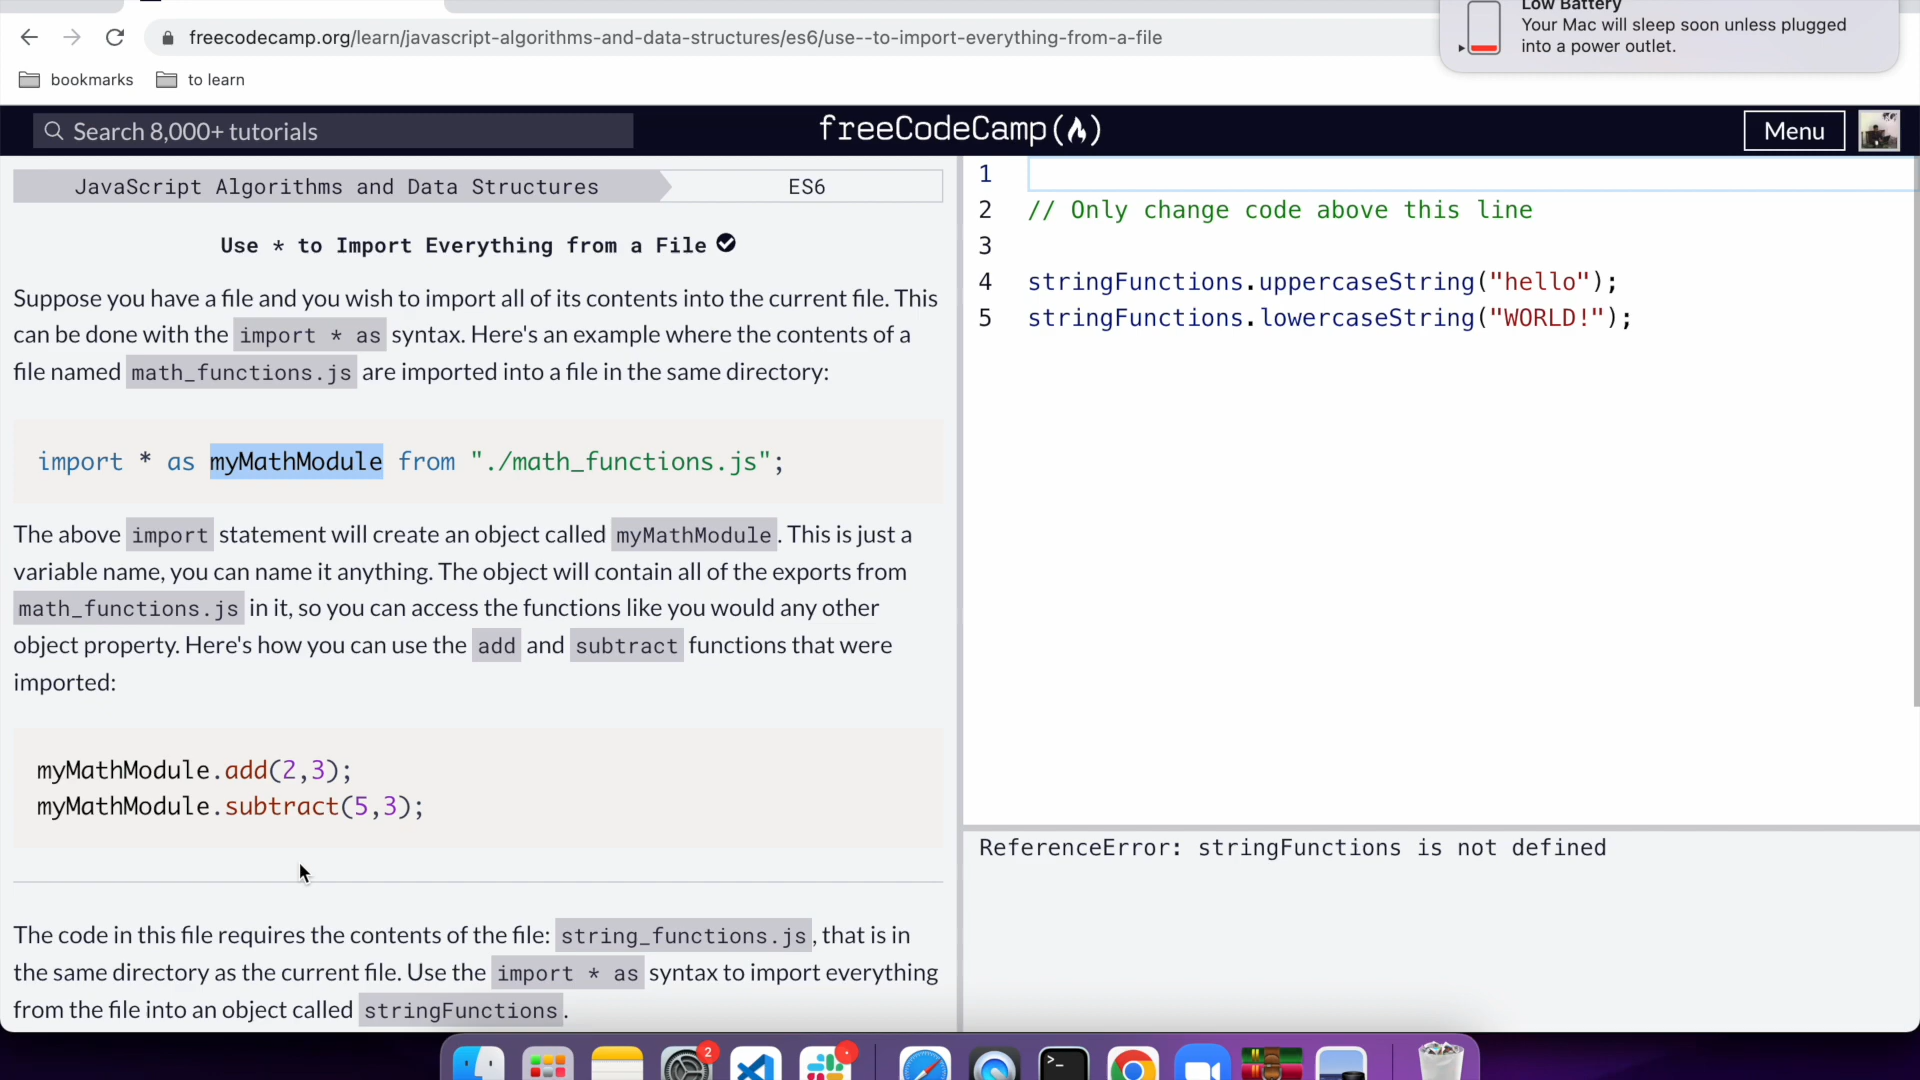 Low Battery
Your Mac will sleep soon unless plugged
into a power outlet.
freecodecamp.org/learn/javascript-algorithms-and-data-structures/es6/use--to-import-everything-from-a-file
bookmarks to learn
Search 8,000+ tutorials
freeCodeCamp
Menu
JavaScript Algorithms and Data Structures
ES6
Use * to Import Everything from a File
Suppose you have a file and you wish to import all of its contents into the current file. This
can be done with the import * as syntax. Here's an example where the contents of a
file named math_functions.js are imported into a file in the same directory:
import * as myMathModule from "./math_functions.js";
The above import statement will create an object called myMathModule. This is just a
variable name, you can name it anything. The object will contain all of the exports from
math_functions.js in it, so you can access the functions like you would any other
object property. Here's how you can use the add and subtract functions that were
imported:
myMathModule.add(2,3);
myMathModule.subtract(5,3);
The code in this file requires the contents of the file: string_functions.js, that is in
the same directory as the current file. Use the import * as syntax to import everything
from the file into an object called stringFunctions.
1
2 // Only change code above this line
3
4 stringFunctions.uppercaseString("hello");
5 stringFunctions.lowercaseString("WORLD!");
ReferenceError: stringFunctions is not defined
2